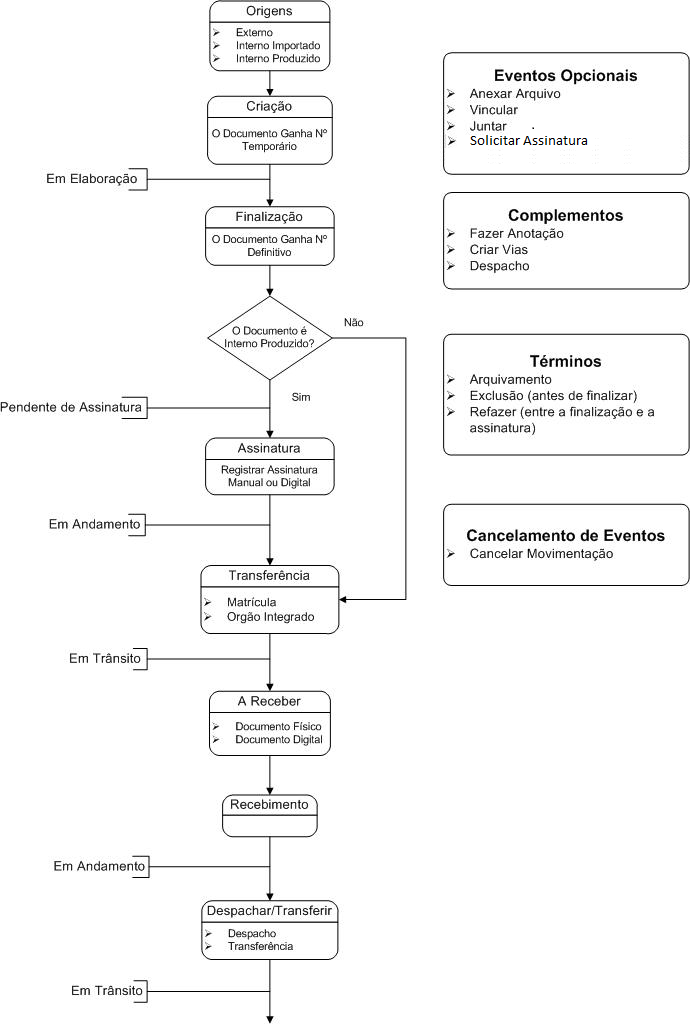 Origens
Externo
Interno Importado
Interno Produzido
Criação
O Documento Ganha Nº
Temporário
Em Elaboração
Finalização
O Documento Ganha Nº
Definitivo
O Documento é
Interno Produzido?
Não
Sim
Pendente de Assinatura
Assinatura
Registrar Assinatura
Manual ou Digital
Em Andamento
Transferência
Matrícula
Orgão Integrado
Em Trânsito
A Receber
Documento Físico
Documento Digital
Recebimento
Em Andamento
Despachar/Transferir
Despacho
Transferência
Em Trânsito
Eventos Opcionais
Anexar Arquivo
Vincular
Juntar
Solicitar Assinatura
Complementos
Fazer Anotação
Criar Vias
Despacho
Términos
Arquivamento
Exclusão (antes de finalizar)
Refazer (entre a finalização e a
assinatura)
Cancelamento de Eventos
Cancelar Movimentação